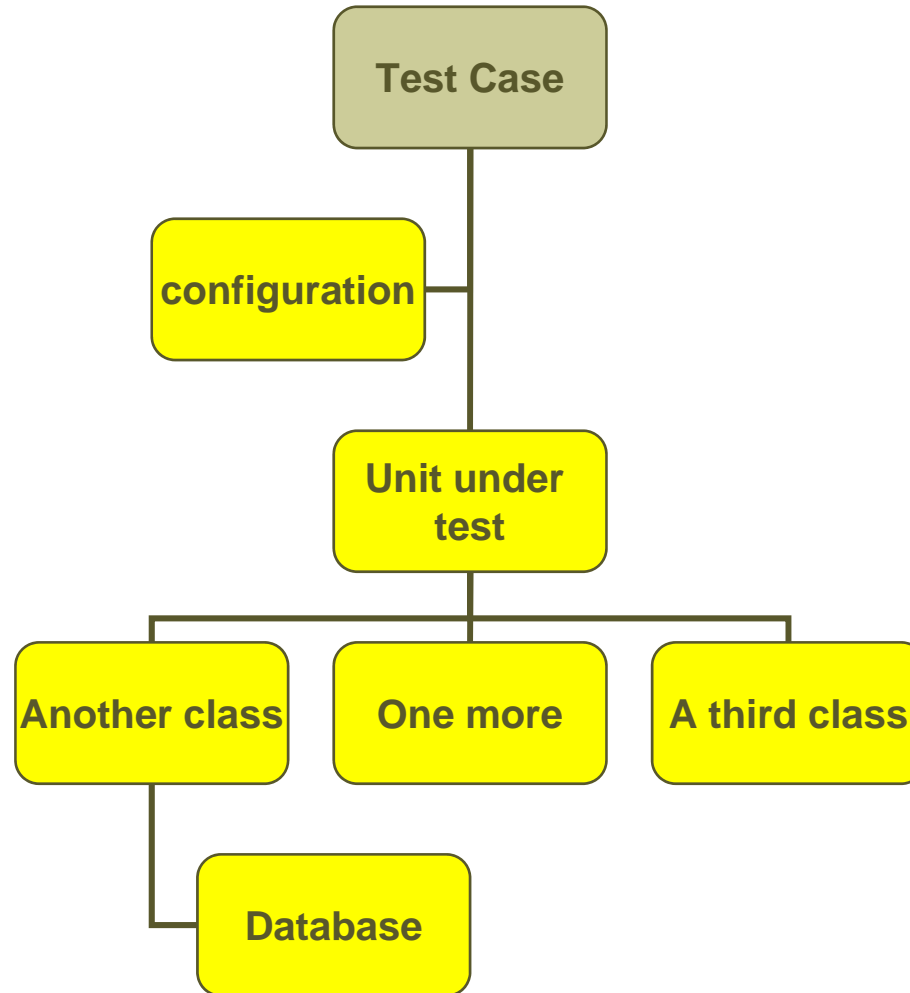 Test Case
configuration
Unit under
test
Another class
One more
A third class
Database